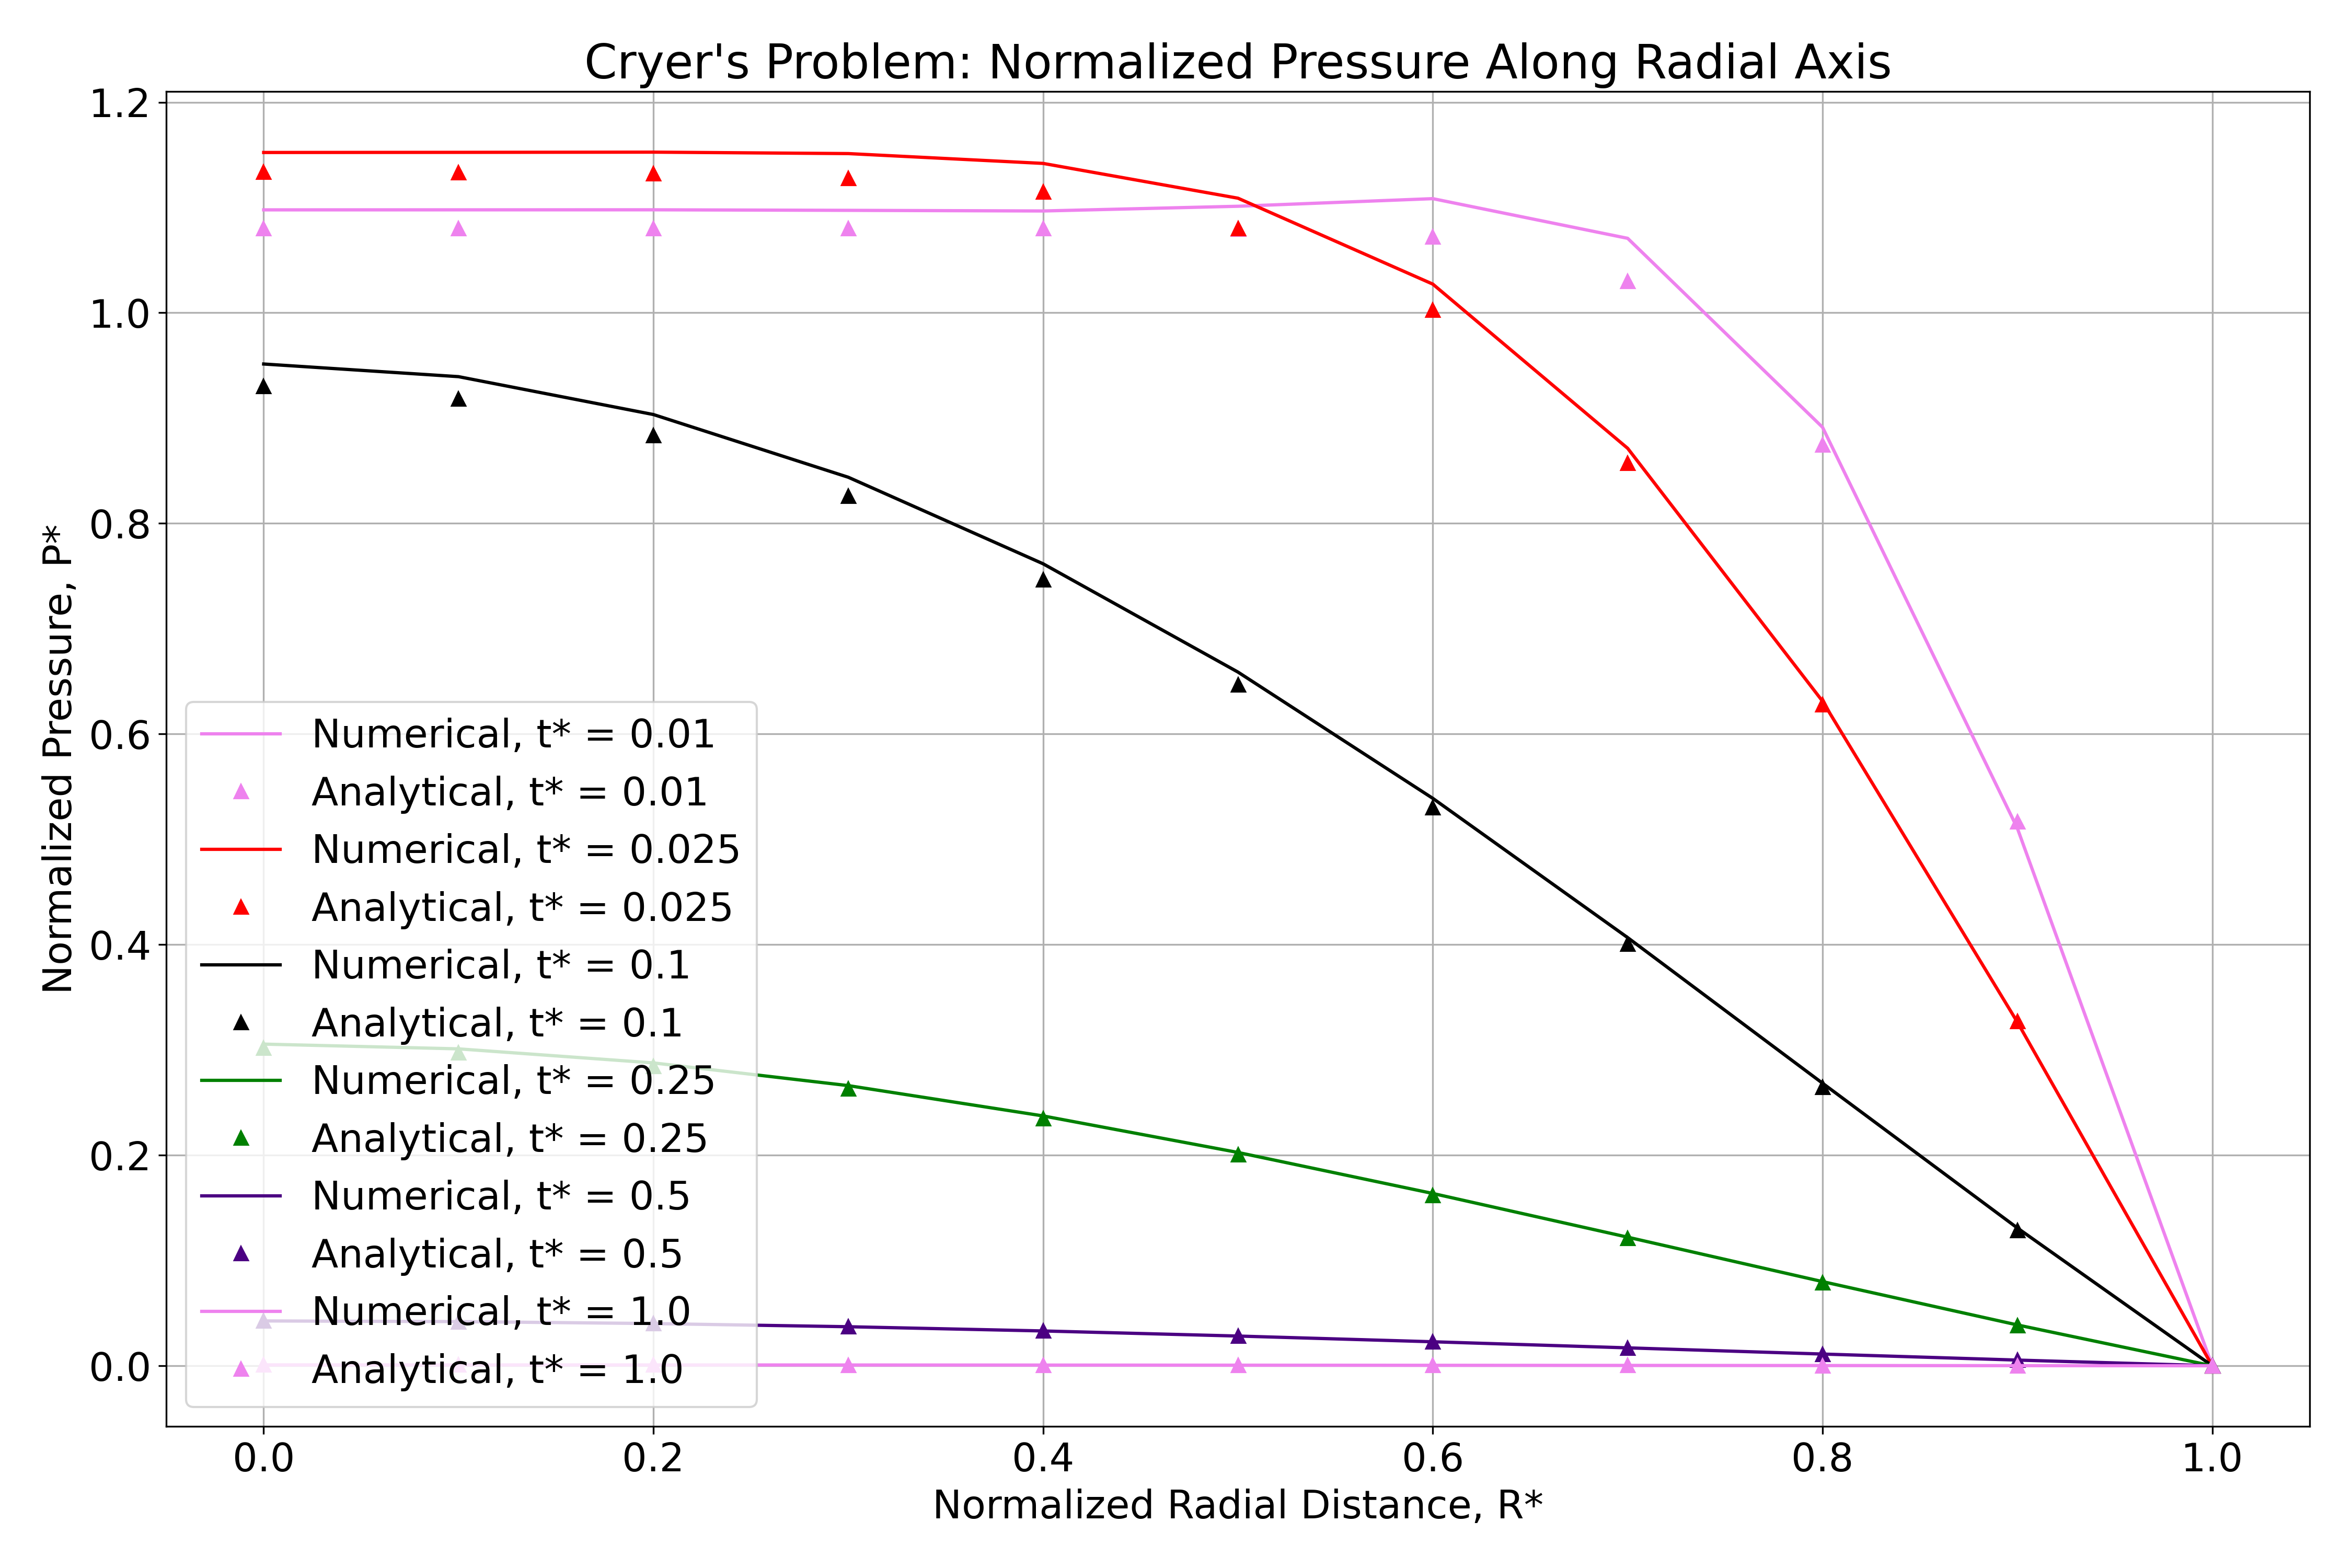 Cryer's Problem: Normalized Pressure Along Radial Axis
1.2
1.0
0.8
0.6
0.4
0.2
0.0
Normalized Pressure, P*
Numerical, t* = 0.01
Analytical, t* = 0.01
Numerical, t* = 0.025
Analytical, t* = 0.025
Numerical, t* = 0.1
Analytical, t* = 0.1
Numerical, t* = 0.25
Analytical, t* = 0.25
Numerical, t* = 0.5
Analytical, t* = 0.5
Numerical, t* = 1.0
Analytical, t* = 1.0
0.0 0.2 0.4 0.6 0.8 1.0
Normalized Radial Distance, R*